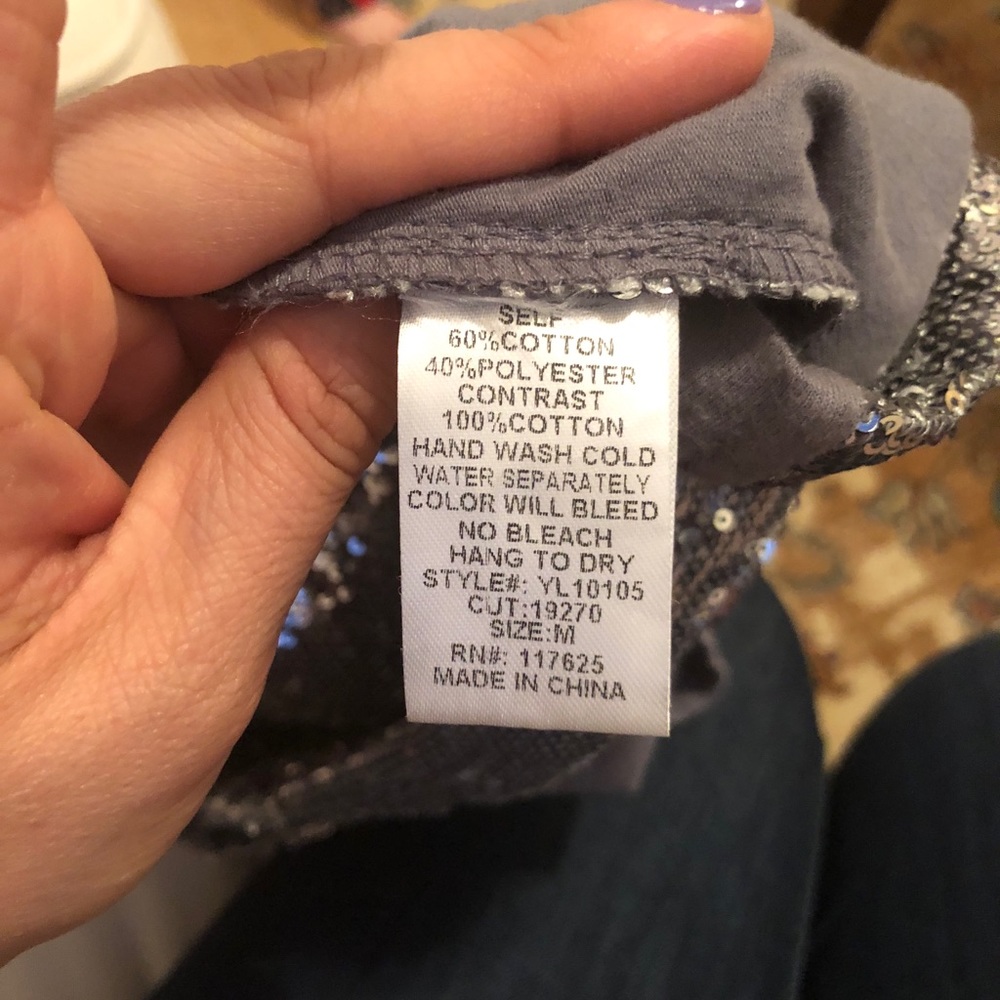 SELF
60%COTTON
40%POLYESTER
CONTRAST
100%COTTON
HAND WASH COLD
WATER SEPARATELY
COLOR WILL BLEED
NO BLEACH
HANG TO DRY
STYLE#: YL10105
CUT:19270
SIZE:M
RN#: 117625
MADE IN CHINA